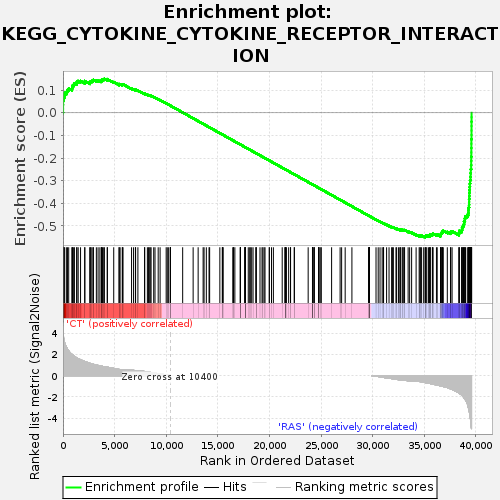 Enrichment plot:
KEGG_CYTOKINE_CYTOKINE_RECEPTOR_INTERACT
ION
Enrichment score (ES)
0.1
0.0
-0.1
-0.2
-0.3
-0.4
-0.5
'CT' (positively correlated)
Ranked list metric (Signal2Noise)
4
2
0
-2
-4
Zero cross at 10400
'RAS' (negatively correlated)
0
5,000
10,000
15,000
20,000
25,000
30,000
35,000
40,000
Rank in Ordered Dataset
Enrichment profile
Hits
Ranking metric scores